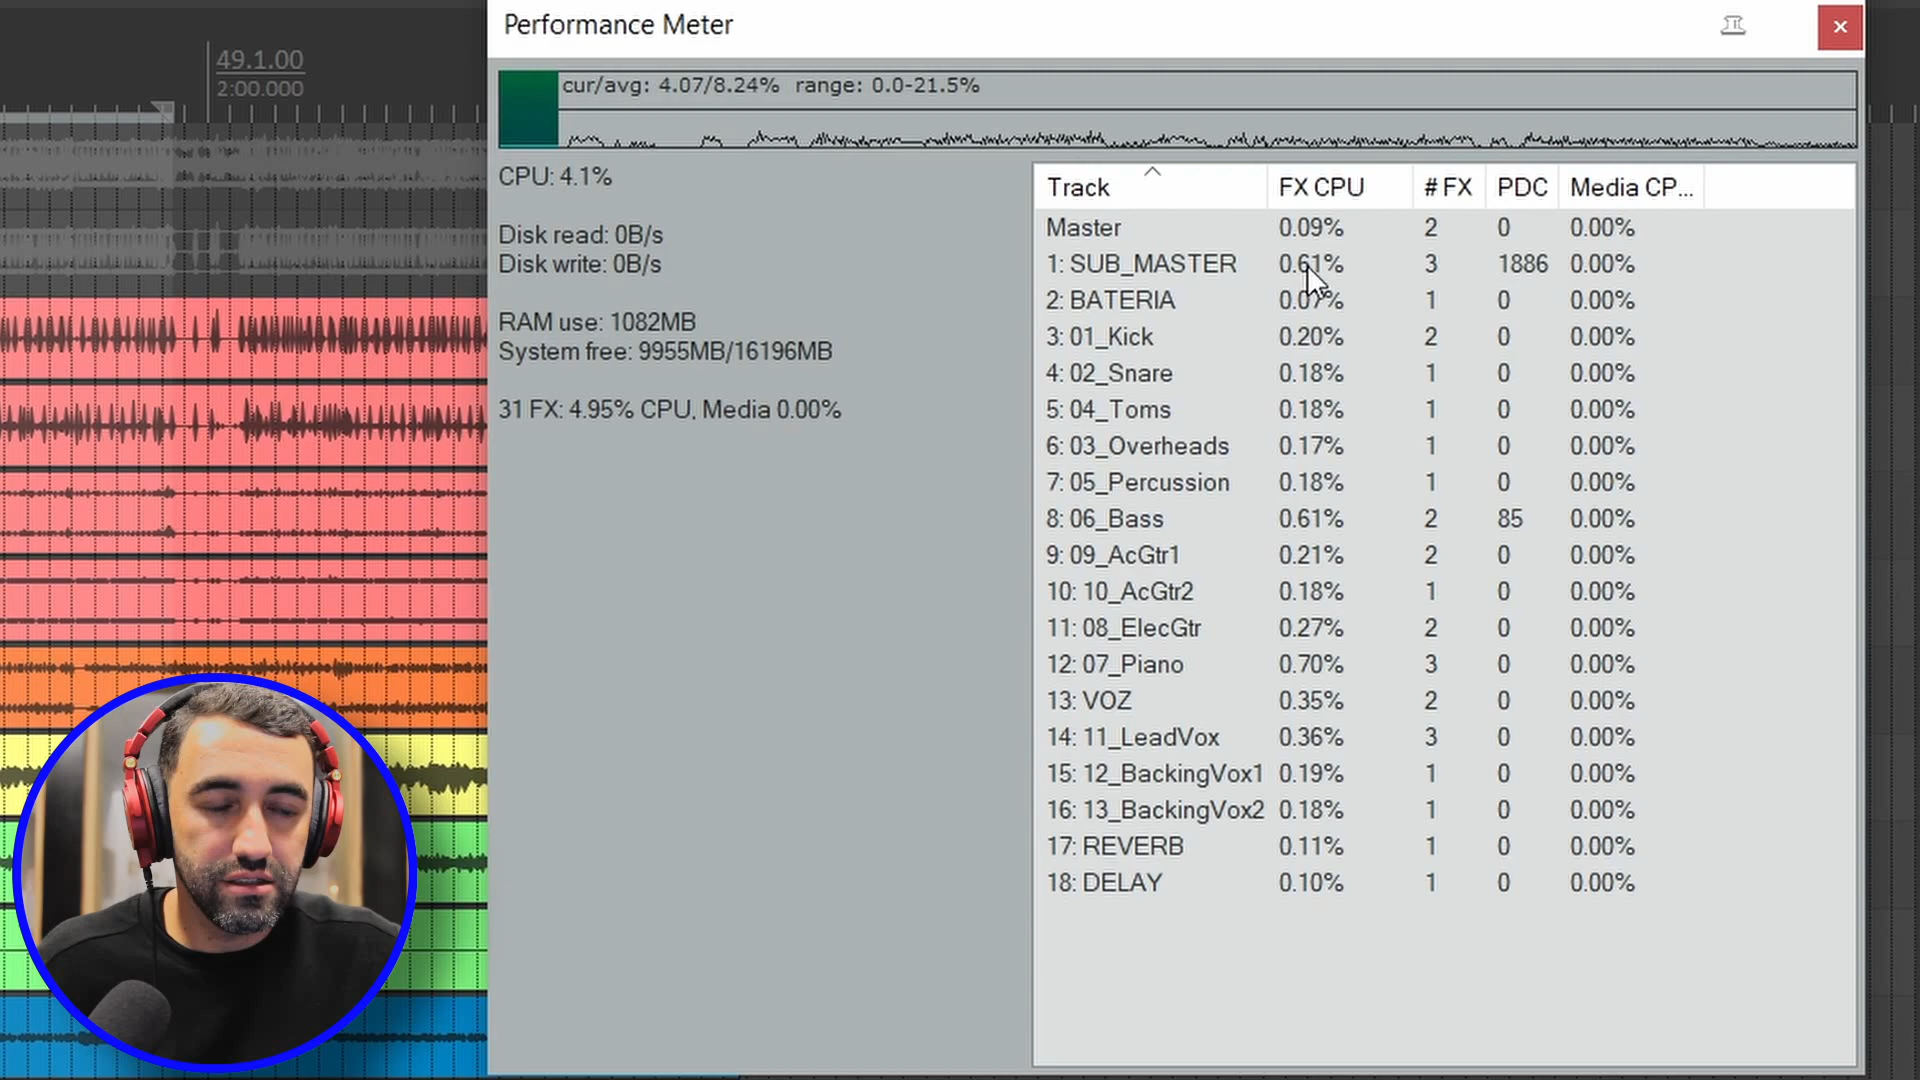 49.1.00
2:00.000
Performance Meter
cur/avg: 4.07/8.24% range: 0.0-21.5%
CPU: 4.1%
Disk read: 0B/s
Disk write: 0B/s
RAM use: 1082MB
System free: 9955MB/16196MB
31 FX: 4.95% CPU, Media 0.00%
Track FX CPU # FX PDC Media CP...
Master 0.09% 2 0 0.00%
1: SUB_MASTER 0.61% 3 1886 0.00%
2: BATERIA 0.07% 1 0 0.00%
3: 01_Kick 0.20% 2 0 0.00%
4: 02_Snare 0.18% 1 0 0.00%
5: 04_Toms 0.18% 1 0 0.00%
6: 03_Overheads 0.17% 1 0 0.00%
7: 05_Percussion 0.18% 1 0 0.00%
8: 06_Bass 0.61% 2 85 0.00%
9: 09_AcGtr1 0.21% 2 0 0.00%
10: 10_AcGtr2 0.18% 1 0 0.00%
11: 08_ElecGtr 0.27% 2 0 0.00%
12: 07_Piano 0.70% 3 0 0.00%
13: VOZ 0.35% 2 0 0.00%
14: 11_LeadVox 0.36% 3 0 0.00%
15: 12_BackingVox1 0.19% 1 0 0.00%
16: 13_BackingVox2 0.18% 1 0 0.00%
17: REVERB 0.11% 1 0 0.00%
18: DELAY 0.10% 1 0 0.00%